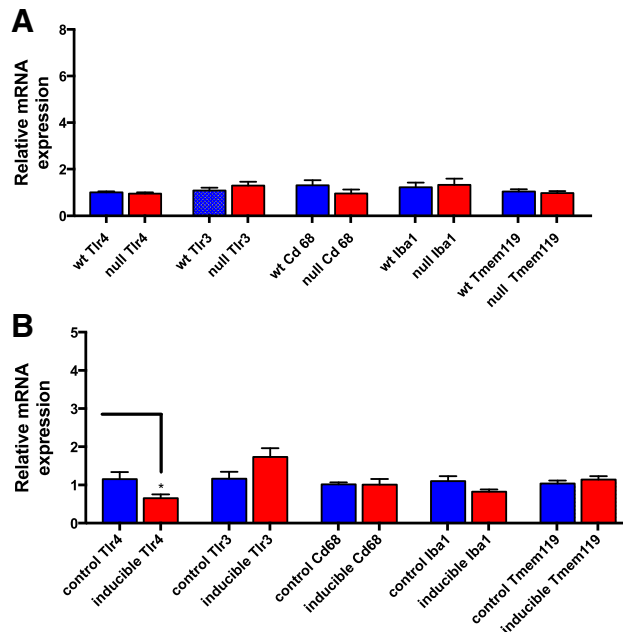 A
Relative mRNA
expression
8
6
4
2
0
wt Tlr4
null Tlr4
wt Tlr3
null Tlr3
wt Cd 68
null Cd 68
wt Iba1
null Iba1
wt Tmem119
null Tmem119
B
Relative mRNA
expression
5
4
3
2
1
0
*
control Tlr4
inducible Tlr4
control Tlr3
inducible Tlr3
control Cd68
inducible Cd68
control Iba1
inducible Iba1
control Tmem119
inducible Tmem119